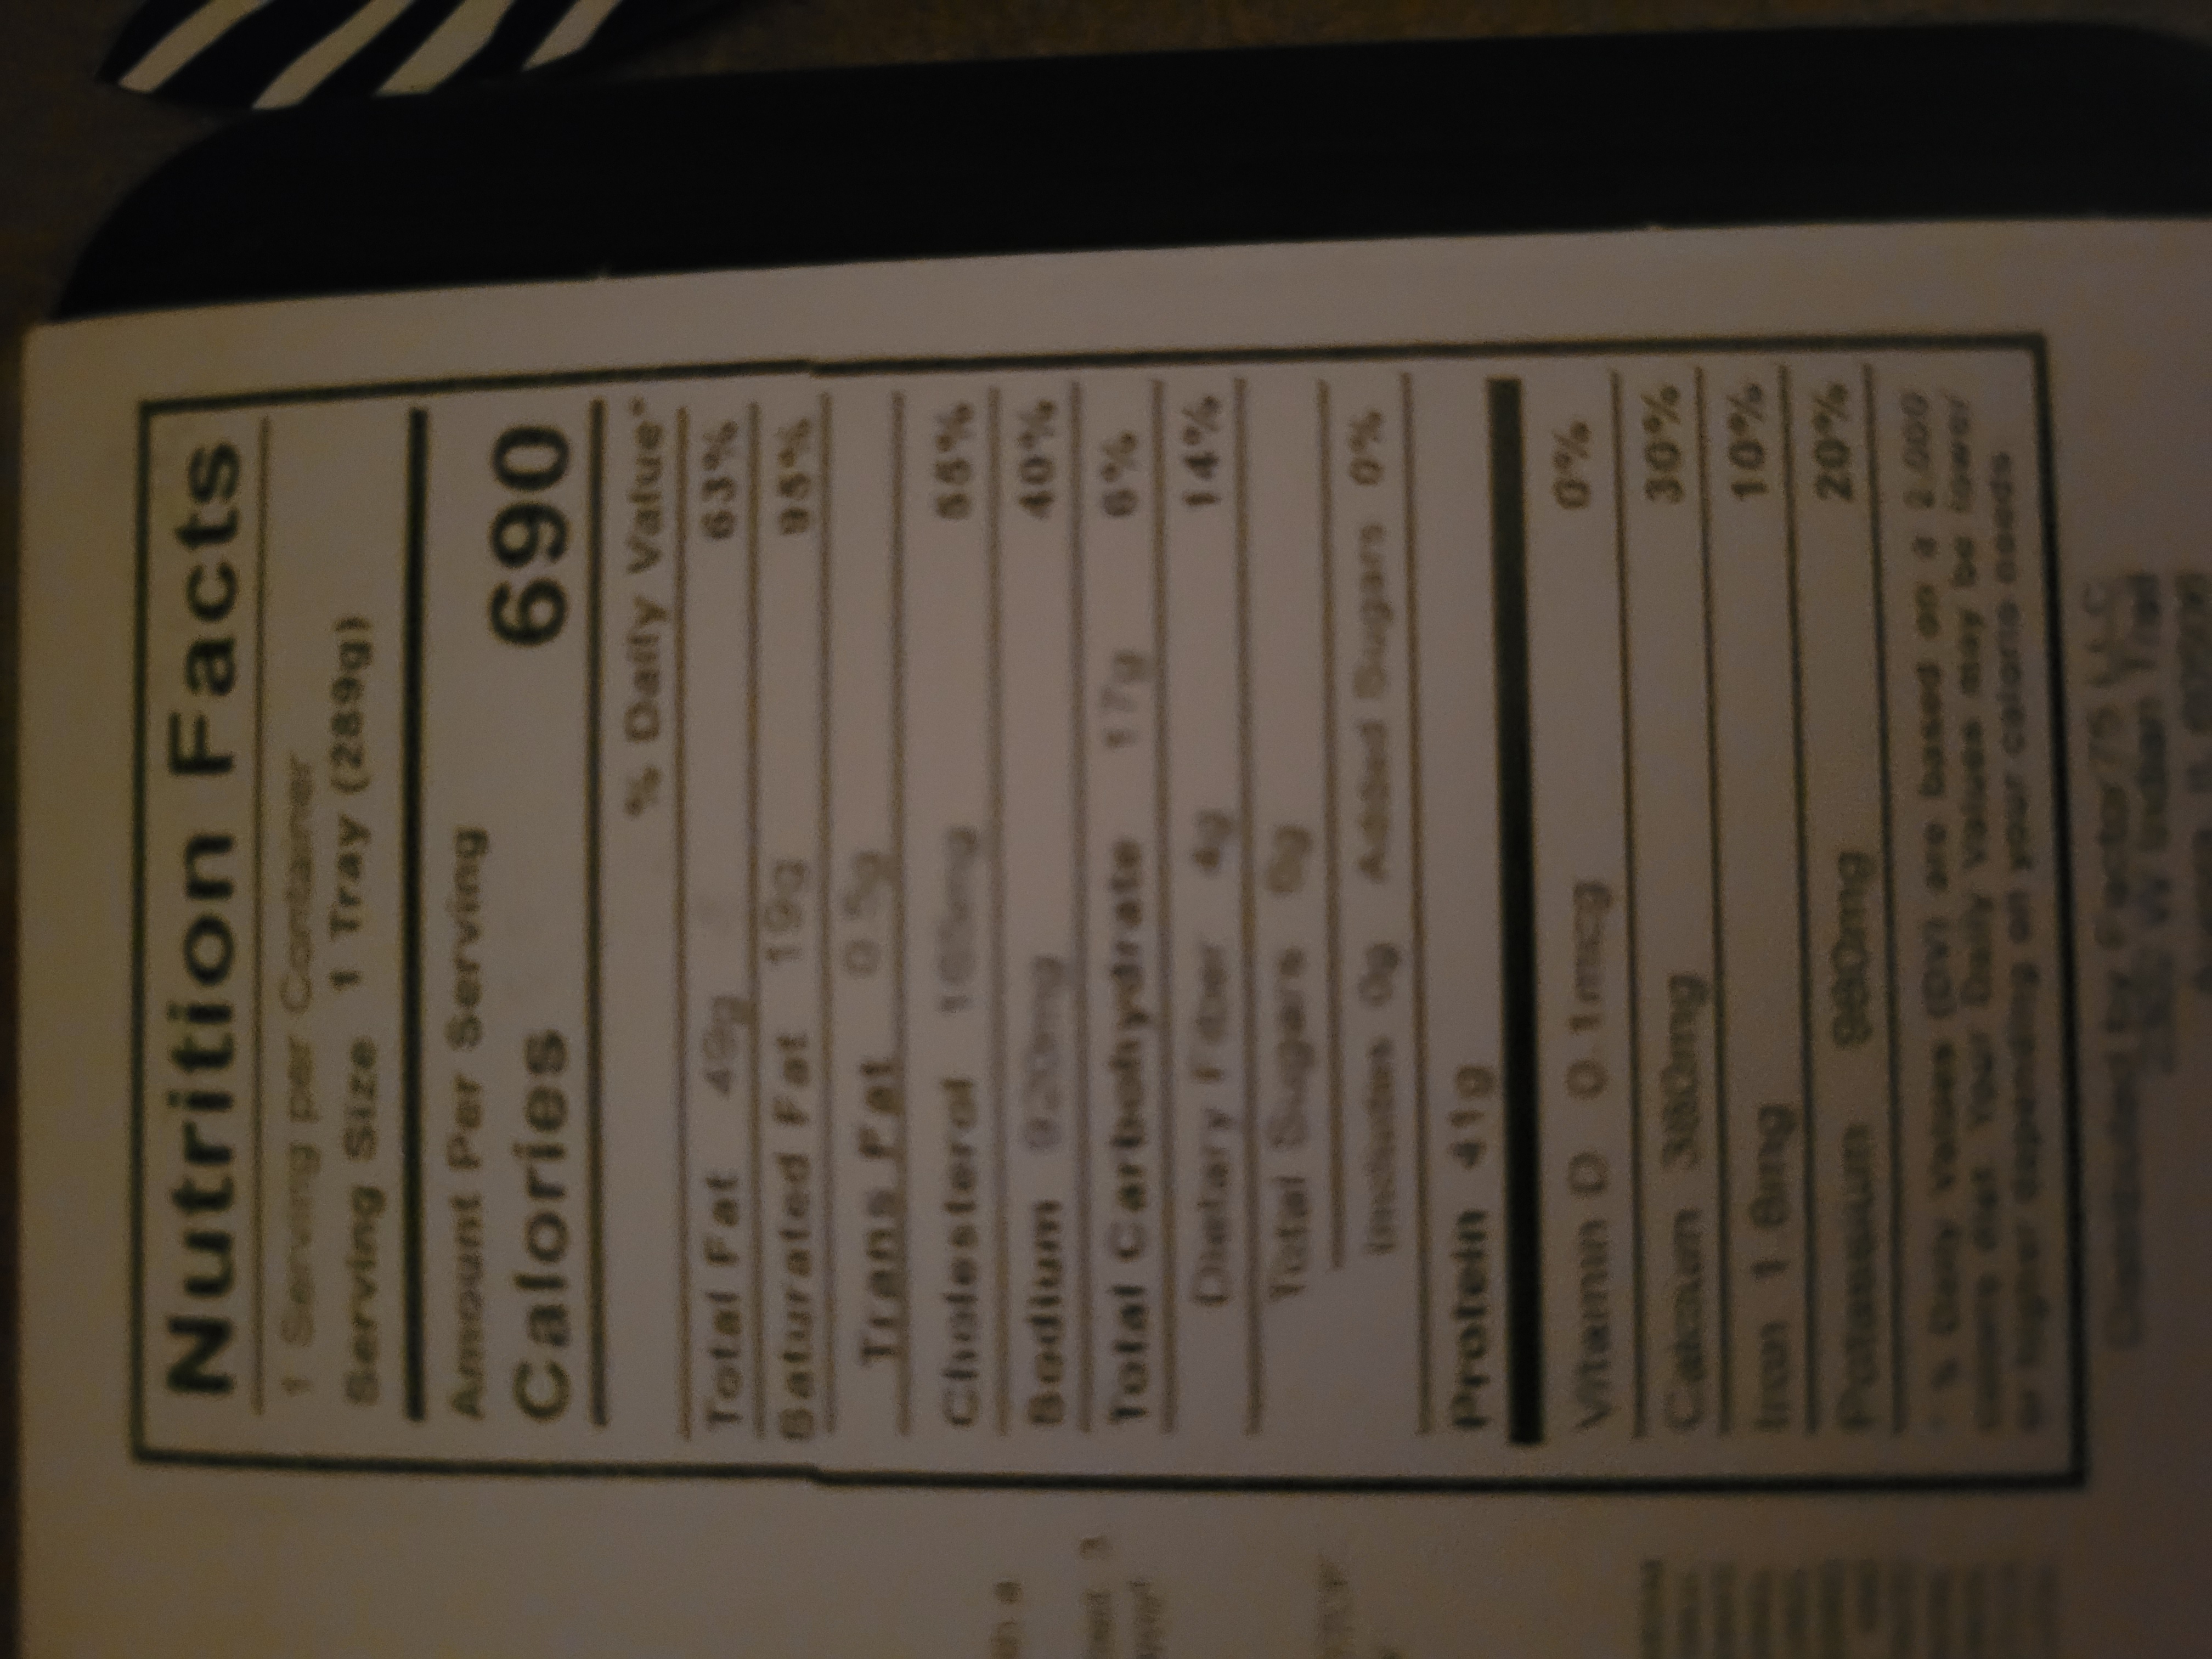 Nutrition Facts
1 Serving per Container
Serving Size 1 Tray (289g)
Amount Per Serving
Calories 690
% Daily Value*
Total Fat 49g 63%
Saturated Fat 19g 95%
Trans Fat 0.5g
Cholesterol 165mg 55%
Sodium 920mg 40%
Total Carbohydrate 17g 6%
Dietary Fiber 4g 14%
Total Sugars
Includes 0g Added Sugars 0%
Protein 41g
Vitamin D 0.1mcg 0%
Calcium 380mg 30%
Iron 1.8mg 10%
Potassium 20%
* % Daily Values (DV) are based on a 2,000
calorie diet. Your Daily Values may be lower
or higher depending on your calorie needs
Distributed by Factor75 LLC
W Indian Trail
Aurora, IL